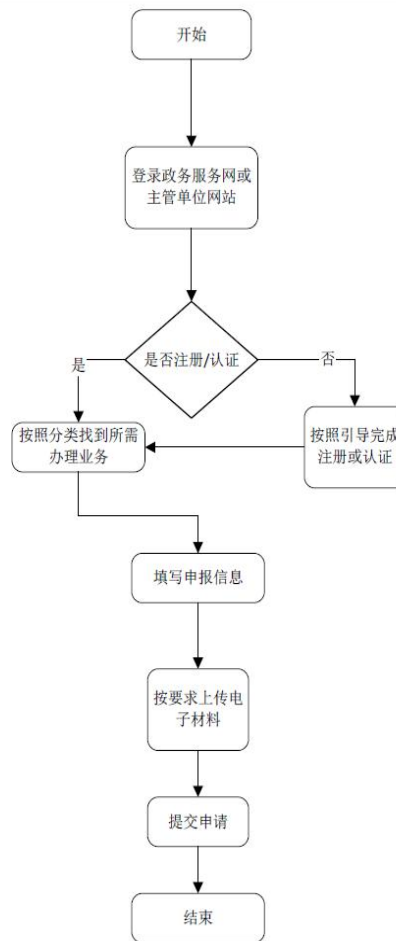 开始
登录政务服务网或
主管单位网站
是否注册/认证
是
否
按照分类找到所需
办理业务
按照引导完成
注册或认证
填写申报信息
按要求上传电
子材料
提交申请
结束